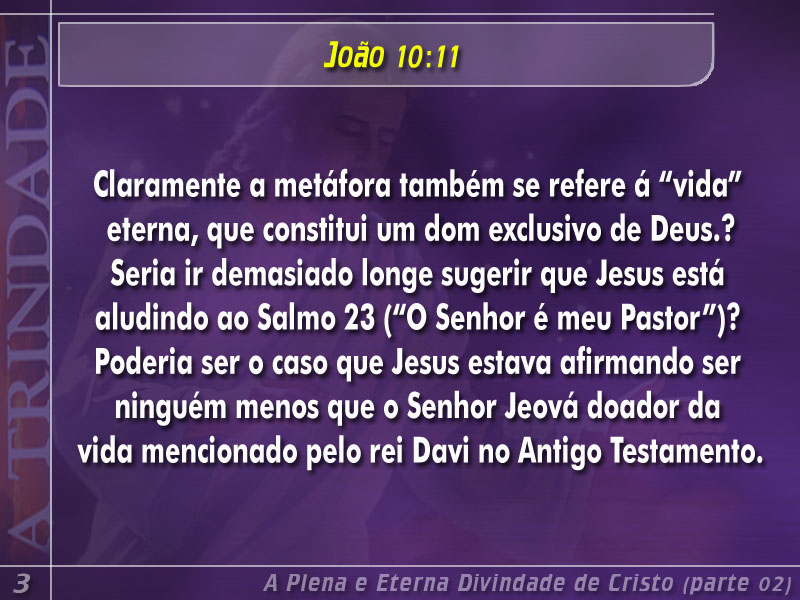 João 10:11
A TRINDADE
Claramente a metáfora também se refere á “vida”
eterna, que constitui um dom exclusivo de Deus.?
Seria ir demasiado longe sugerir que Jesus está
aludindo ao Salmo 23 (“O Senhor é meu Pastor”)?
Poderia ser o caso que Jesus estava afirmando ser
ninguém menos que o Senhor Jeová doador da
vida mencionado pelo rei Davi no Antigo Testamento.
3
A Plena e Eterna Divindade de Cristo (parte 02)